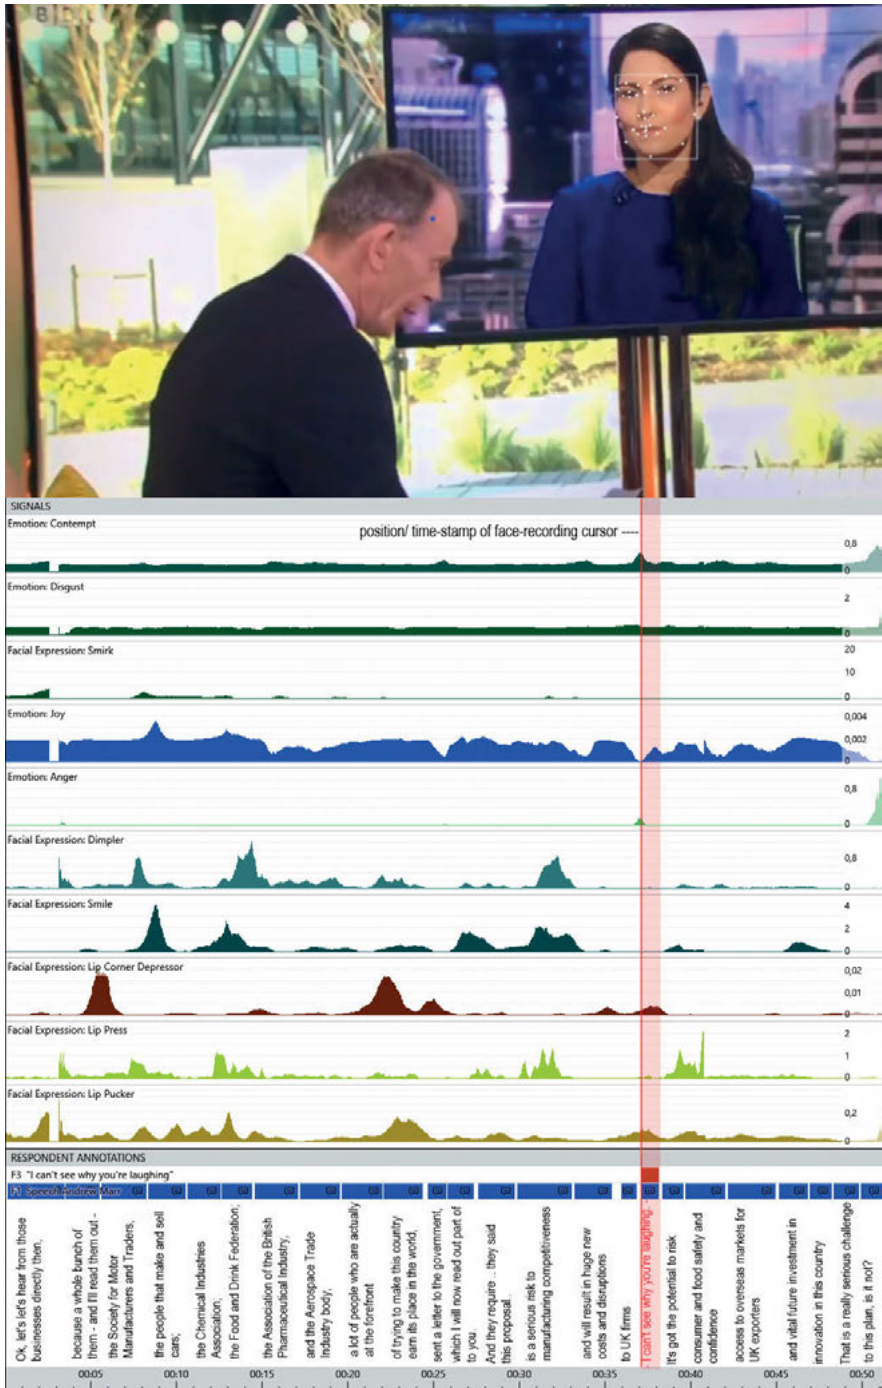 BBC
SIGNALS
Emotion: Contempt
position/ time-stamp of face-recording cursor ----
0,8
0
Emotion: Disgust
2
0
Facial Expression: Smirk
20
10
0
Emotion: Joy
0,004
0,002
0
Emotion: Anger
0,8
0
Facial Expression: Dimpler
0,8
0
Facial Expression: Smile
4
2
0
Facial Expression: Lip Corner Depressor
0,02
0,01
0
Facial Expression: Lip Press
2
1
0
Facial Expression: Lip Pucker
0,2
0
RESPONDENT ANNOTATIONS
F3 "I can't see why you're laughing"
F1 Speech Andrew Marr
Ok, let's let's hear from those
businesses directly then,
because a whole bunch of
them - and I'll read them out -
the Society for Motor
Manufacturers and Traders,
the people that make and sell
cars;
the Chemical Industries
Association;
the Food and Drink Federation;
the Association of the British
Pharmaceutical Industry,
and the Aerospace Trade
Industry body,
a lot of people who are actually
at the forefront
of trying to make this country
earn its place in the world,
sent a letter to the government,
which I will now read out part of
to you
And they require .. they said
this proposal..
is a serious risk to
manufacturing competitiveness
and will result in huge new
costs and disruptions
to UK firms
- I can't see why you're laughing. -
It's got the potential to risk
consumer and food safety and
confidence
access to overseas markets for
UK exporters
and vital future investment in
innovation in this country
That is a really serious challenge
to this plan, is it not?
00:05
00:10
00:15
00:20
00:25
00:30
00:35
00:40
00:45
00:50